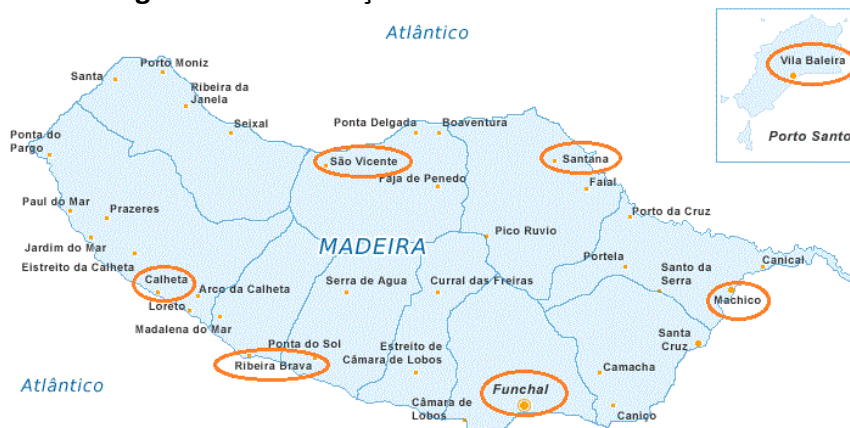 Atlântico
Vila Baleira
Porto Santo
Porto Moniz
Santa
Ribeira da
Janela
Seixal
Ponta Delgada
Boaventura
Ponta do
Pargo
São Vicente
Santana
Faja de Penedo
Faial
Paul do Mar
Prazeres
Porto da Cruz
Pico Ruvio
Jardim do Mar
MADEIRA
Portela
Canical
Eistreito da Calheta
Santo da
Serra
Calheta
Arco da Calheta
Serra de Agua
Curral das Freiras
Machico
Loreto
Madalena do Mar
Santa
Cruz
Ponta do Sol
Estreito de
Câmara de Lobos
Ribeira Brava
Camacha
Atlântico
Funchal
Câmara de
Lobos
Caniço